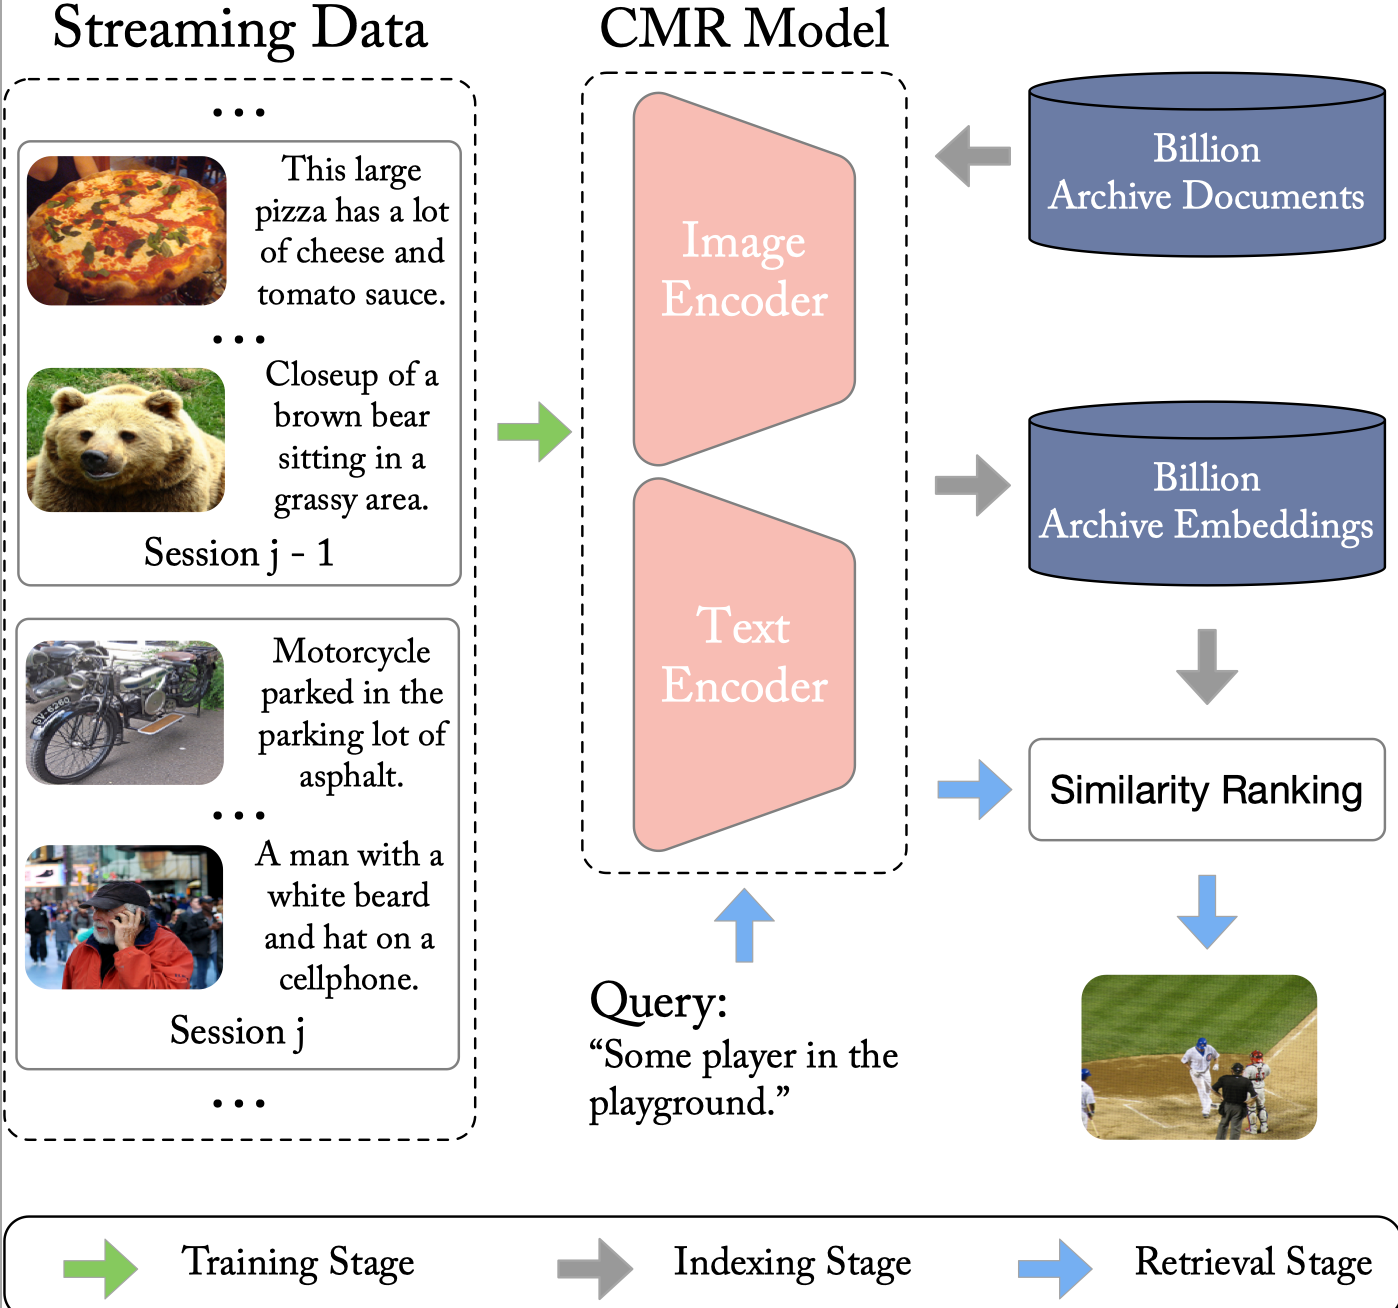 Streaming Data
...
This large
pizza has a lot
of cheese and
tomato sauce.
...
Closeup of a
brown bear
sitting in a
grassy area.
Session j - 1
Motorcycle
parked in the
parking lot of
asphalt.
...
A man with a
white beard
and hat on a
cellphone.
Session j
...
CMR Model
Image
Encoder
Text
Encoder
Query:
“Some player in the
playground.”
Billion
Archive Documents
Billion
Archive Embeddings
Similarity Ranking
Training Stage
Indexing Stage
Retrieval Stage